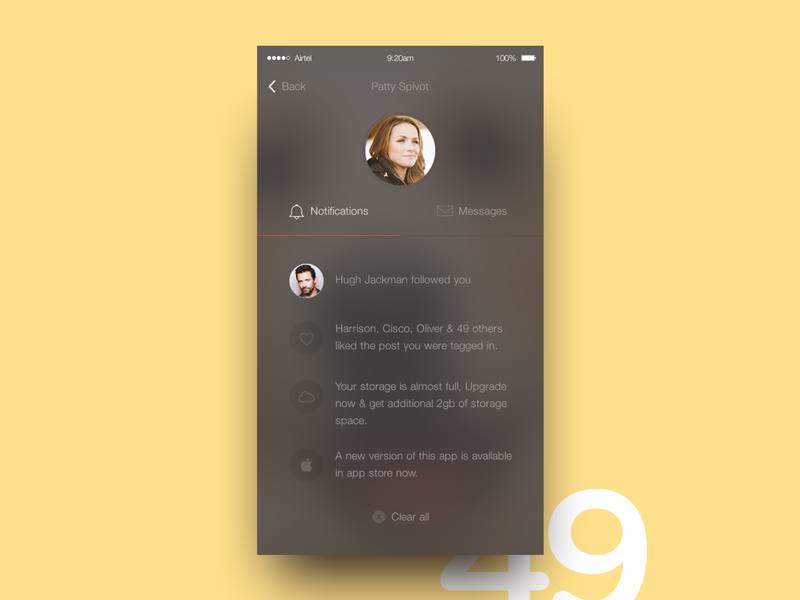 Airtel 9:20am 100%
Back Patty Spivot
Notifications Messages
Hugh Jackman followed you
Harrison, Cisco, Oliver & 49 others
liked the post you were tagged in.
Your storage is almost full, Upgrade
now & get additional 2gb of storage
space.
A new version of this app is available
in app store now.
Clear all
49